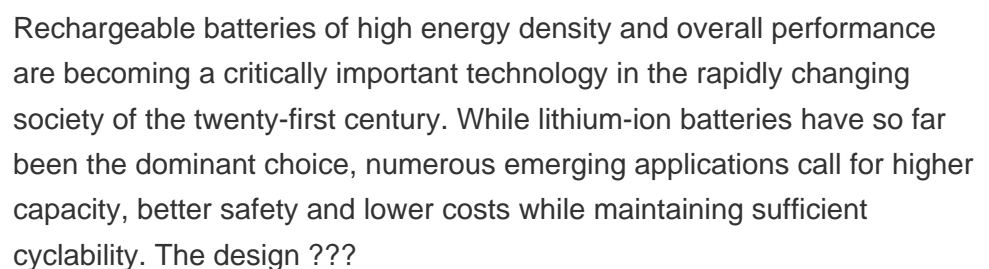 Rechargeable batteries of high energy density and overall performance
are becoming a critically important technology in the rapidly changing
society of the twenty-first century. While lithium-ion batteries have so far
been the dominant choice, numerous emerging applications call for higher
capacity, better safety and lower costs while maintaining sufficient
cyclability. The design ???